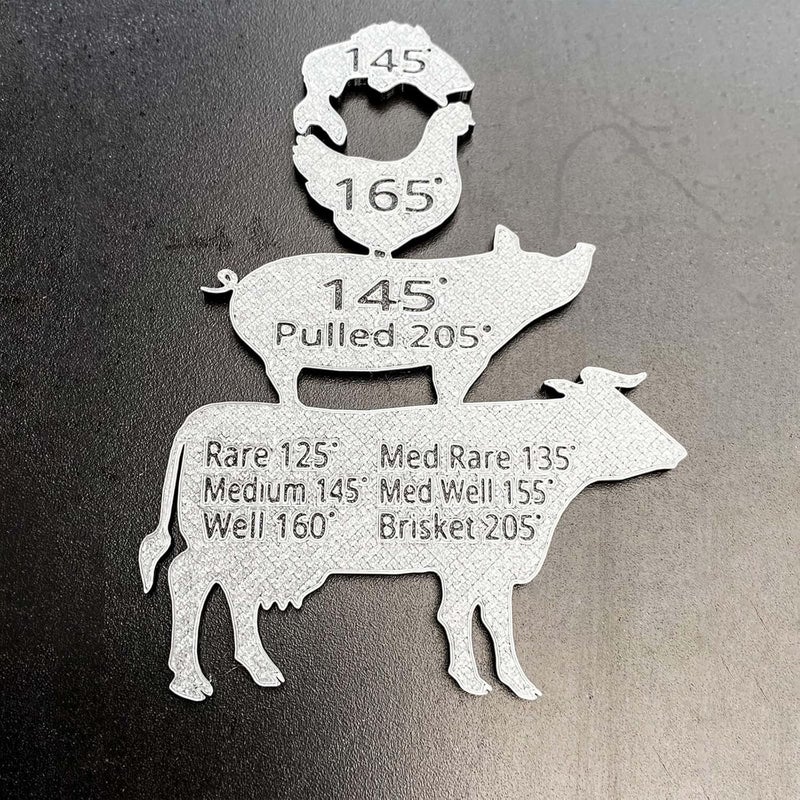 145°
165°
145°
Pulled 205°
Rare 125° Med Rare 135°
Medium 145° Med Well 155°
Well 160° Brisket 205°